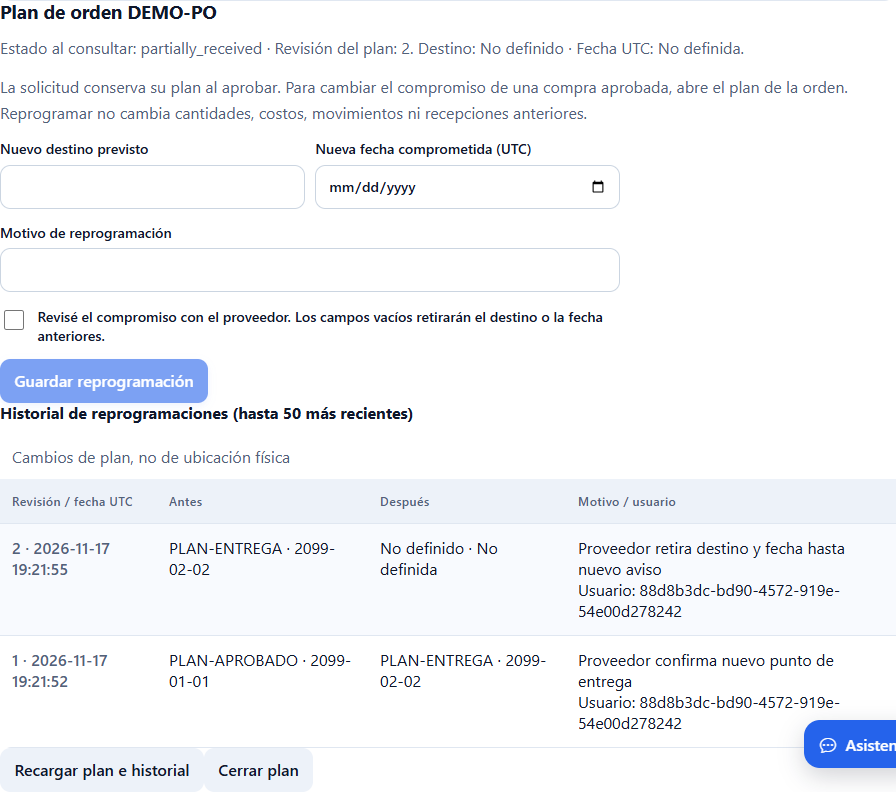 Plan de orden DEMO-PO
Estado al consultar: partially_received · Revisión del plan: 2. Destino: No definido · Fecha UTC: No definida.
La solicitud conserva su plan al aprobar. Para cambiar el compromiso de una compra aprobada, abre el plan de la orden.
Reprogramar no cambia cantidades, costos, movimientos ni recepciones anteriores.
Nuevo destino previsto
Nueva fecha comprometida (UTC)
mm/dd/yyyy
Motivo de reprogramación
Revisé el compromiso con el proveedor. Los campos vacíos retirarán el destino o la fecha
anteriores.
Guardar reprogramación
Historial de reprogramaciones (hasta 50 más recientes)
Cambios de plan, no de ubicación física
Revisión / fecha UTC
Antes
Después
Motivo / usuario
2 · 2026-11-17
19:21:55
PLAN-ENTREGA · 2099-
02-02
No definido · No
definida
Proveedor retira destino y fecha hasta
nuevo aviso
Usuario: 88d8b3dc-bd90-4572-919e-
54e00d278242
1 · 2026-11-17
19:21:52
PLAN-APROBADO · 2099-
01-01
PLAN-ENTREGA · 2099-
02-02
Proveedor confirma nuevo punto de
entrega
Usuario: 88d8b3dc-bd90-4572-919e-
54e00d278242
Asisten
Recargar plan e historial
Cerrar plan